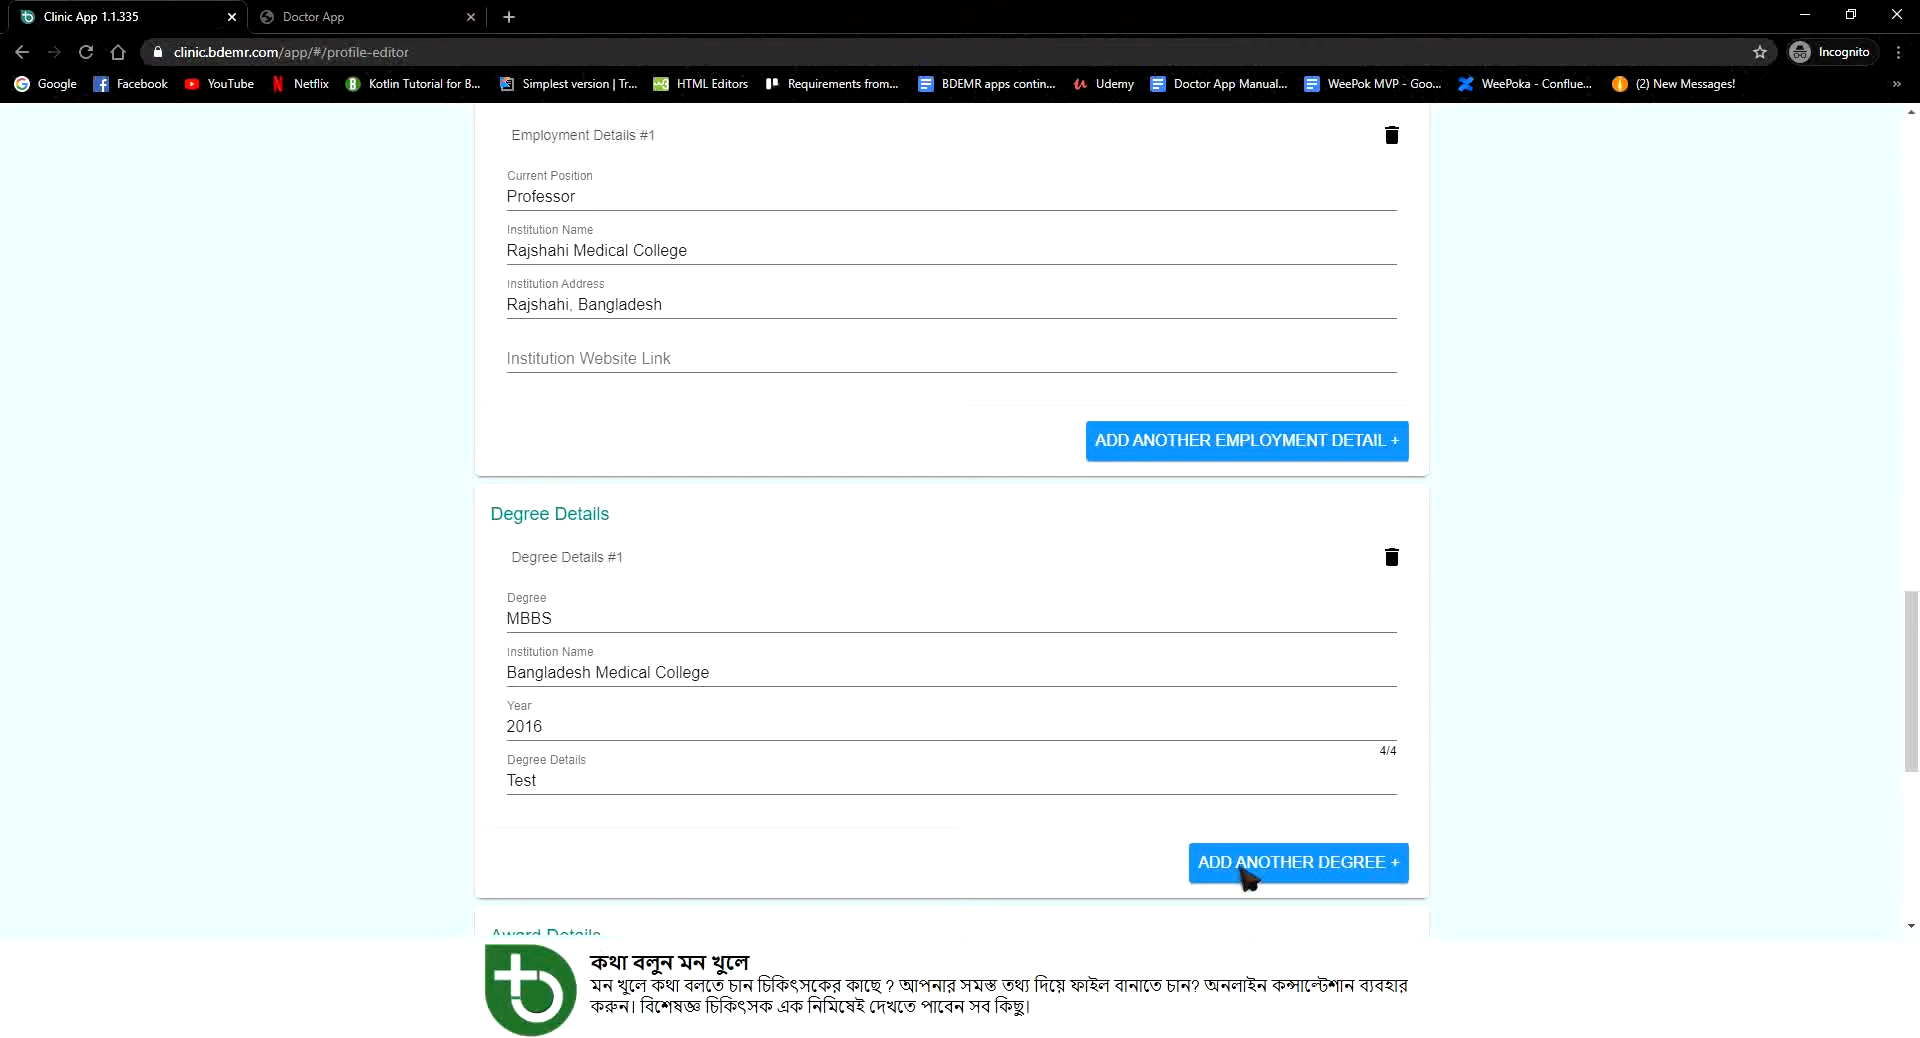 Clinic App 1.1.335
Doctor App
clinic.bdemr.com/app/#/profile-editor
Incognito
Google
Facebook
YouTube
Netflix
Kotlin Tutorial for B...
Simplest version | Tr...
HTML Editors
Requirements from...
BDEMR apps contin...
Udemy
Doctor App Manual...
WeePok MVP - Goo...
WeePoka - Conflue...
(2) New Messages!
Employment Details #1
Current Position
Professor
Institution Name
Rajshahi Medical College
Institution Address
Rajshahi, Bangladesh
Institution Website Link
ADD ANOTHER EMPLOYMENT DETAIL +
Degree Details
Degree Details #1
Degree
MBBS
Institution Name
Bangladesh Medical College
Year
2016
4/4
Degree Details
Test
ADD ANOTHER DEGREE +
Award Details
কথা বলুন মন খুলে
মন খুলে কথা বলতে চান চিকিৎসকের কাছে ? আপনার সমস্ত তথ্য দিয়ে ফাইল বানাতে চান? অনলাইন কন্সাল্টেশান ব্যবহার
করুন। বিশেষজ্ঞ চিকিৎসক এক নিমিষেই দেখতে পাবেন সব কিছু।